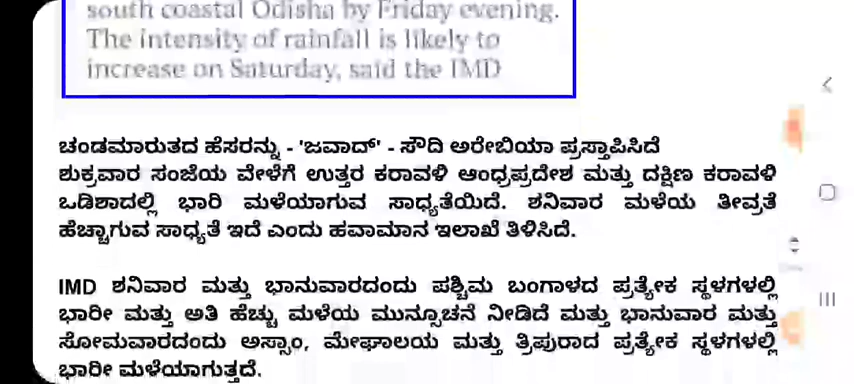 south coastal Odisha by Friday evening.
The intensity of rainfall is likely to
increase on Saturday, said the IMD
ಚಂಡಮಾರುತದ ಹೆಸರನ್ನು - 'ಜವಾದ್' - ಸೌದಿ ಅರೇಬಿಯಾ ಪ್ರಸ್ತಾಪಿಸಿದೆ
ಶುಕ್ರವಾರ ಸಂಜೆಯ ವೇಳೆಗೆ ಉತ್ತರ ಕರಾವಳಿ ಆಂಧ್ರಪ್ರದೇಶ ಮತ್ತು ದಕ್ಷಿಣ ಕರಾವಳಿ
ಒಡಿಶಾದಲ್ಲಿ ಭಾರಿ ಮಳೆಯಾಗುವ ಸಾಧ್ಯತೆಯಿದೆ. ಶನಿವಾರ ಮಳೆಯ ತೀವ್ರತೆ
ಹೆಚ್ಚಾಗುವ ಸಾಧ್ಯತೆ ಇದೆ ಎಂದು ಹವಾಮಾನ ಇಲಾಖೆ ತಿಳಿಸಿದೆ.
IMD ಶನಿವಾರ ಮತ್ತು ಭಾನುವಾರದಂದು ಪಶ್ಚಿಮ ಬಂಗಾಳದ ಪ್ರತ್ಯೇಕ ಸ್ಥಳಗಳಲ್ಲಿ
ಭಾರೀ ಮತ್ತು ಅತಿ ಹೆಚ್ಚು ಮಳೆಯ ಮುನ್ಸೂಚನೆ ನೀಡಿದೆ ಮತ್ತು ಭಾನುವಾರ ಮತ್ತು
ಸೋಮವಾರದಂದು ಅಸ್ಸಾಂ, ಮೇಘಾಲಯ ಮತ್ತು ತ್ರಿಪುರಾದ ಪ್ರತ್ಯೇಕ ಸ್ಥಳಗಳಲ್ಲಿ
ಭಾರೀ ಮಳೆಯಾಗುತ್ತದೆ.